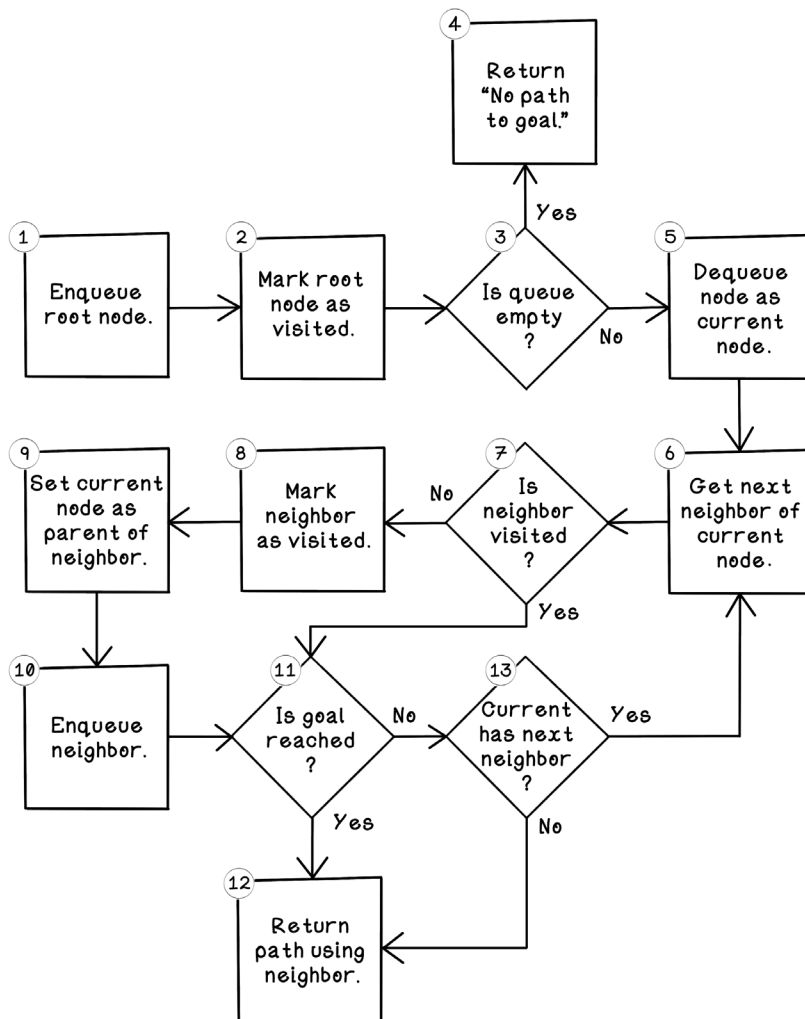 4
Return
“No path
to goal.”
Yes
1
Enqueue
root node.
2
Mark root
node as
visited.
3
Is queue
empty
?
No
5
Dequeue
node as
current
node.
9
Set current
node as
parent of
neighbor.
8
Mark
neighbor
as visited.
No
7
Is
neighbor
visited
?
Yes
6
Get next
neighbor of
current
node.
10
Enqueue
neighbor.
11
Is goal
reached
?
No
Yes
13
Current
has next
neighbor
?
Yes
No
12
Return
path using
neighbor.